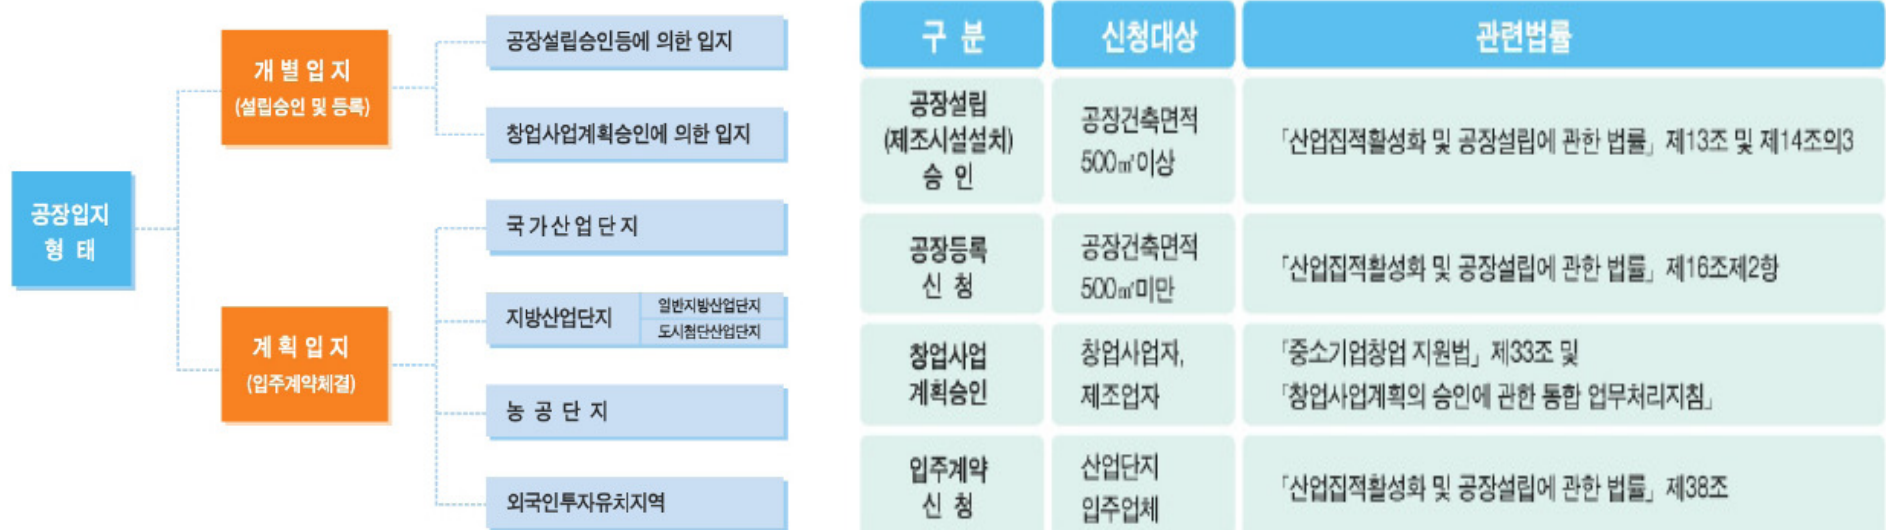 공장입지
형 태
개 별 입 지
(설립승인 및 등록)
공장설립승인등에 의한 입지
창업사업계획승인에 의한 입지
계 획 입 지
(입주계약체결)
국 가 산 업 단 지
지방산업단지
일반지방산업단지
도시첨단산업단지
농 공 단 지
외국인투자유치지역
구 분
신청대상
관련법률
공장설립
(제조시설설치)
승 인
공장건축면적
500㎡이상
「산업집적활성화 및 공장설립에 관한 법률」 제13조 및 제14조의3
공장등록
신 청
공장건축면적
500㎡미만
「산업집적활성화 및 공장설립에 관한 법률」 제16조제2항
창업사업
계획승인
창업사업자,
제조업자
「중소기업창업 지원법」 제33조 및
「창업사업계획의 승인에 관한 통합 업무처리지침」
입주계약
신 청
산업단지
입주업체
「산업집적활성화 및 공장설립에 관한 법률」 제38조